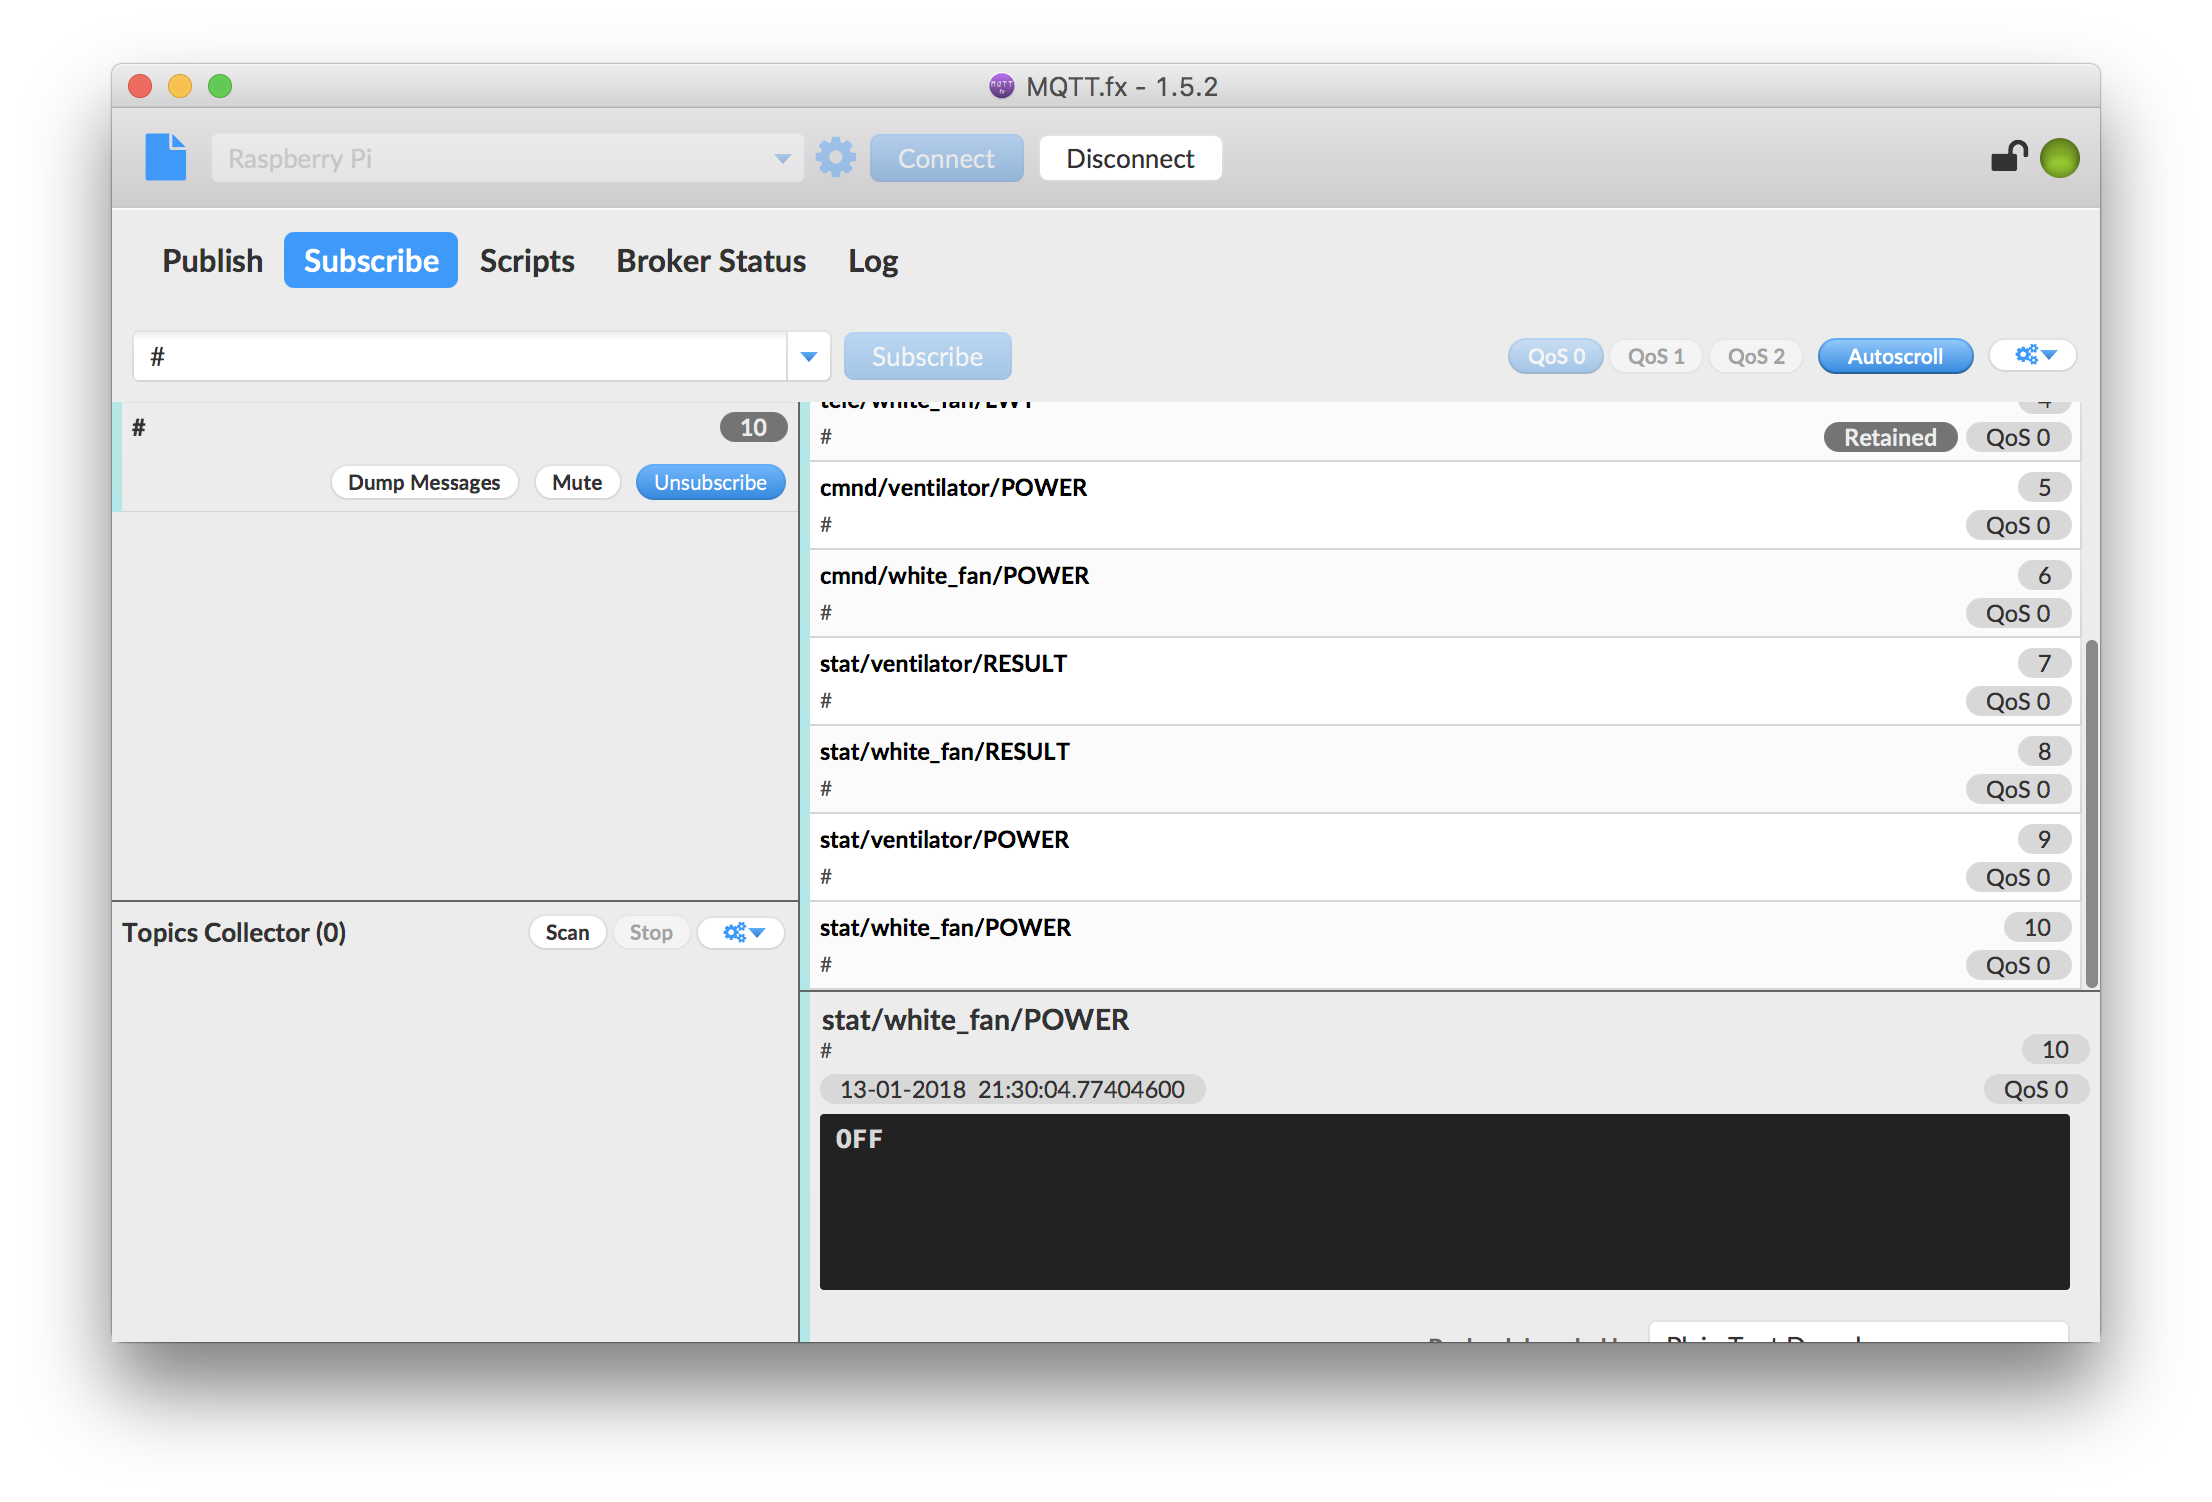 MQTT.fx - 1.5.2
Raspberry Pi
Connect
Disconnect
Publish
Subscribe
Scripts
Broker Status
Log
#
Subscribe
QoS 0
QoS 1
QoS 2
Autoscroll
#
10
Dump Messages
Mute
Unsubscribe
Topics Collector (0)
Scan
Stop
tele/white_fan/LWT
4
#
Retained
QoS 0
cmnd/ventilator/POWER
5
#
QoS 0
cmnd/white_fan/POWER
6
#
QoS 0
stat/ventilator/RESULT
7
#
QoS 0
stat/white_fan/RESULT
8
#
QoS 0
stat/ventilator/POWER
9
#
QoS 0
stat/white_fan/POWER
10
#
QoS 0
stat/white_fan/POWER
#
10
13-01-2018 21:30:04.77404600
QoS 0
OFF